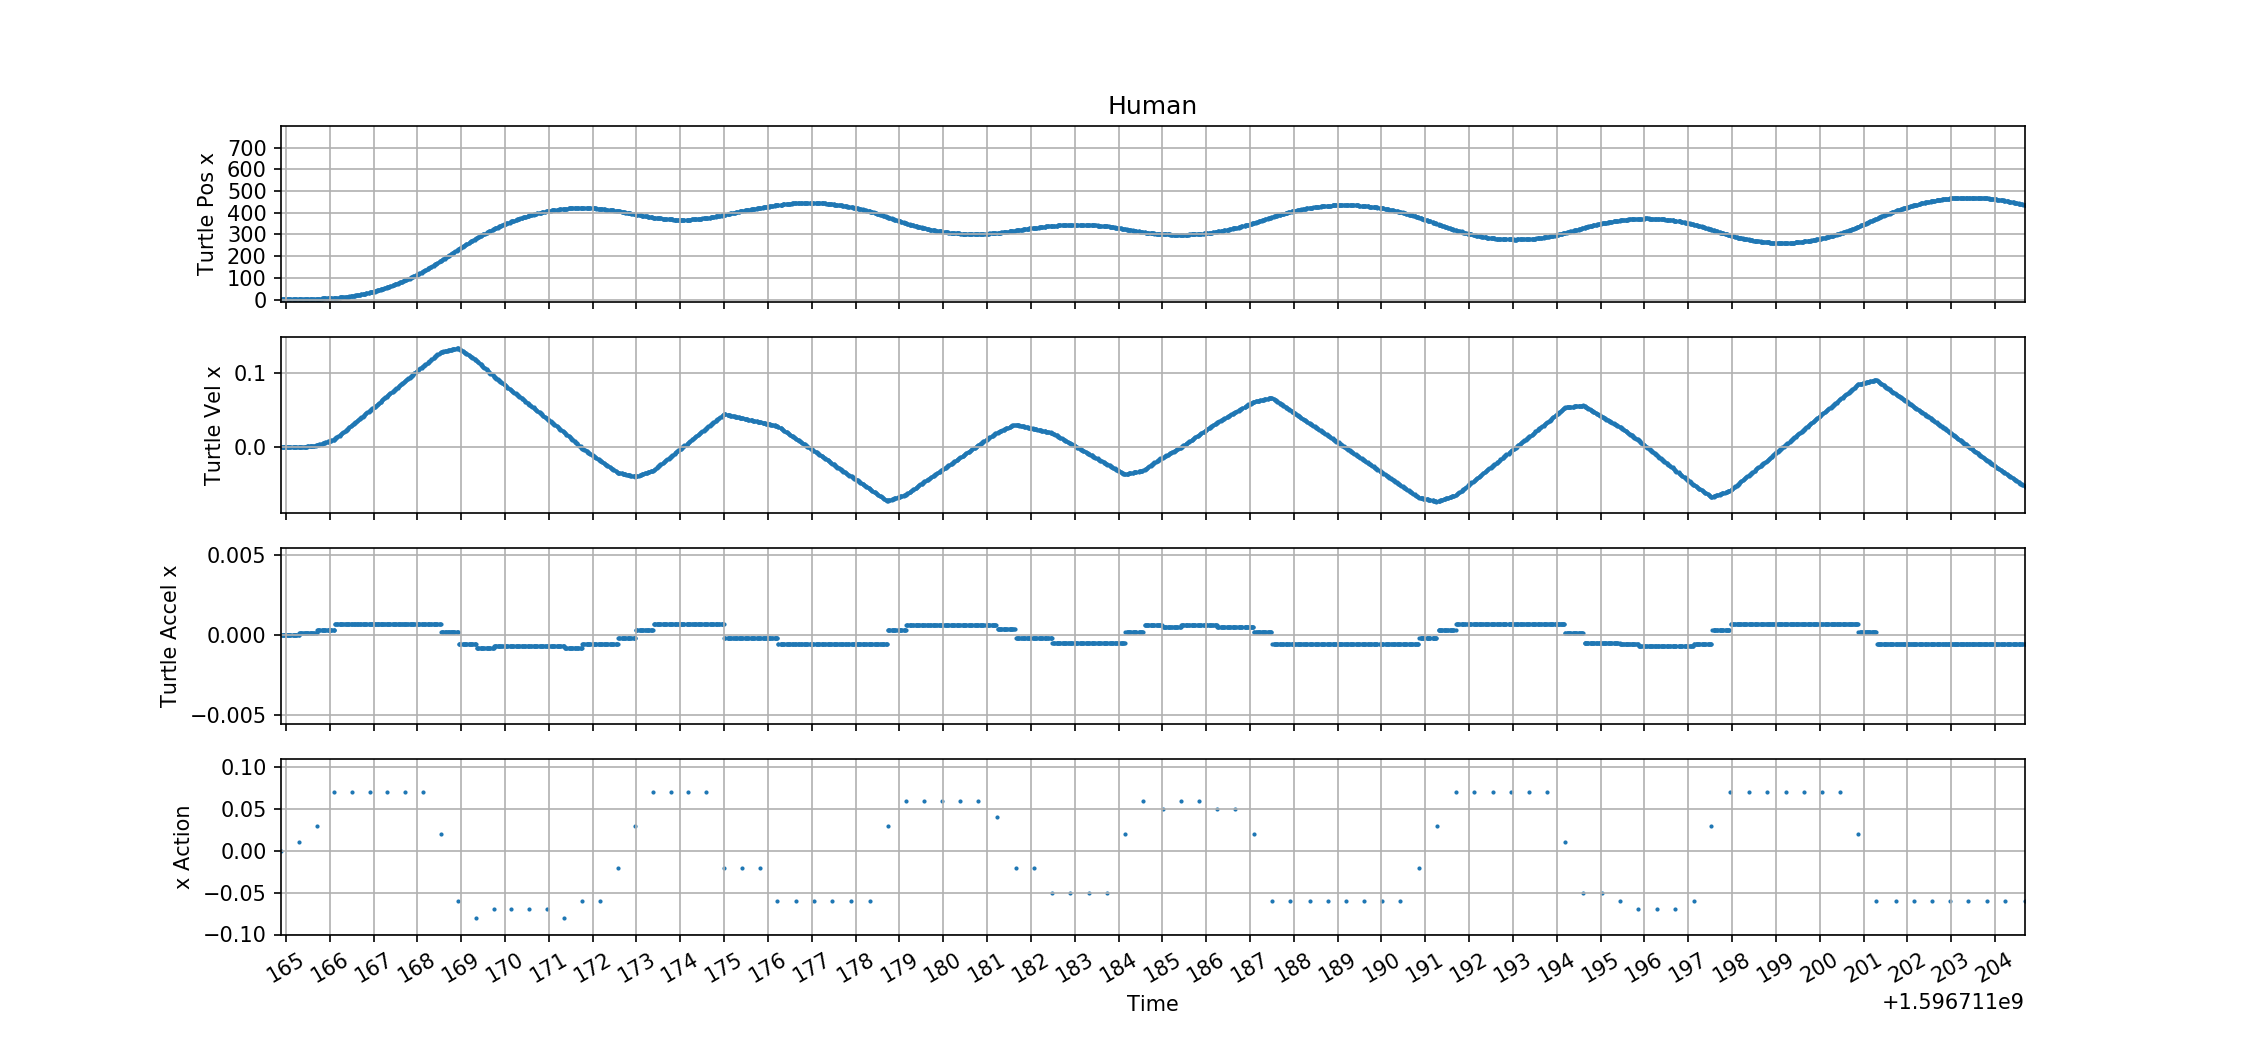 Human
Turtle Pos x
700
600
500
400
300
200
100
0
Turtle Vel x
0.1
0.0
Turtle Accel x
0.005
0.000
−0.005
x Action
0.10
0.05
0.00
−0.05
−0.10
165 166 167 168 169 170 171 172 173 174 175 176 177 178 179 180 181 182 183 184 185 186 187 188 189 190 191 192 193 194 195 196 197 198 199 200 201 202 203 204
Time
+1.596711e9